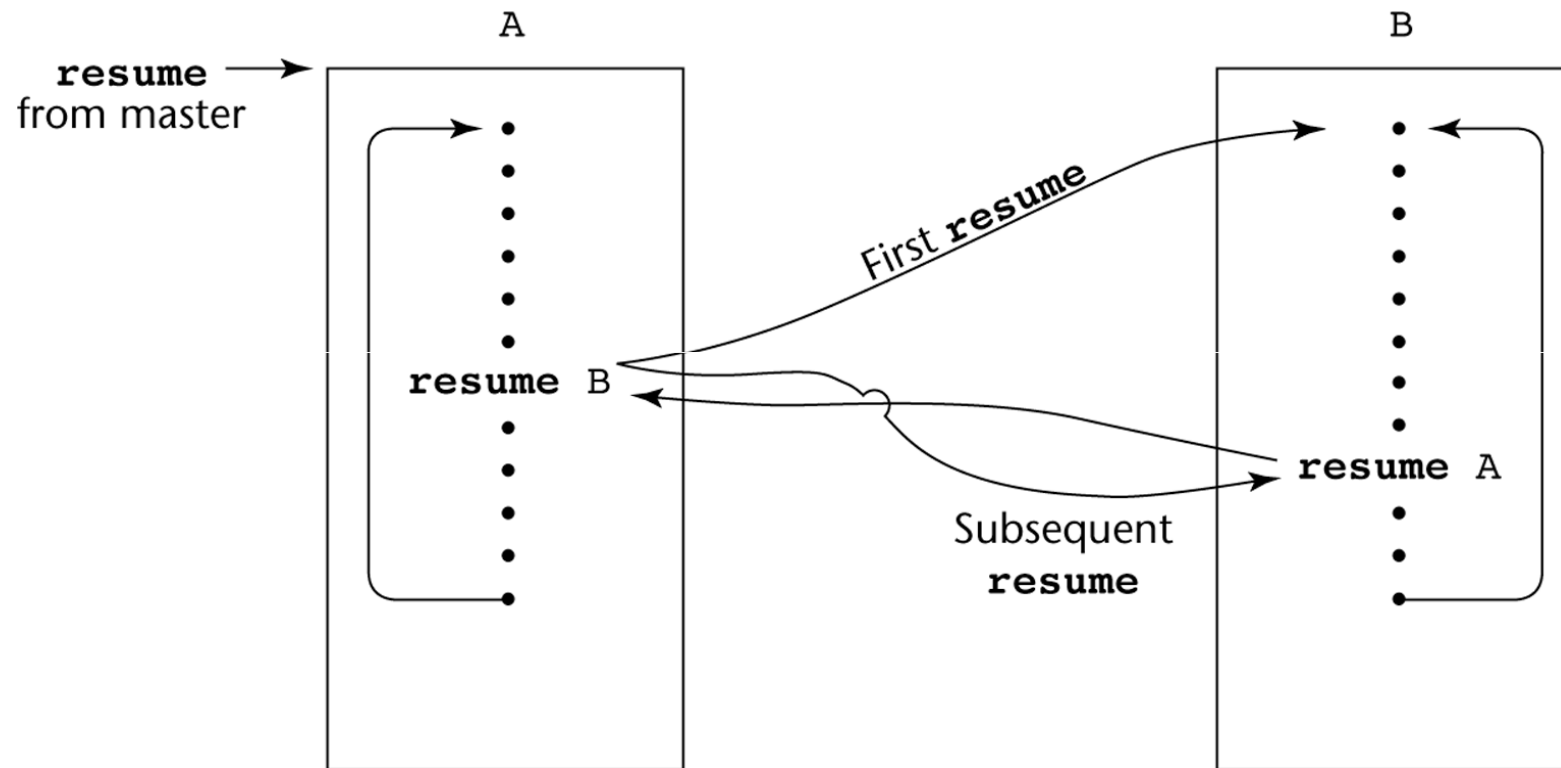 A
B
resume
from master
First resume
resume B
resume A
Subsequent
resume